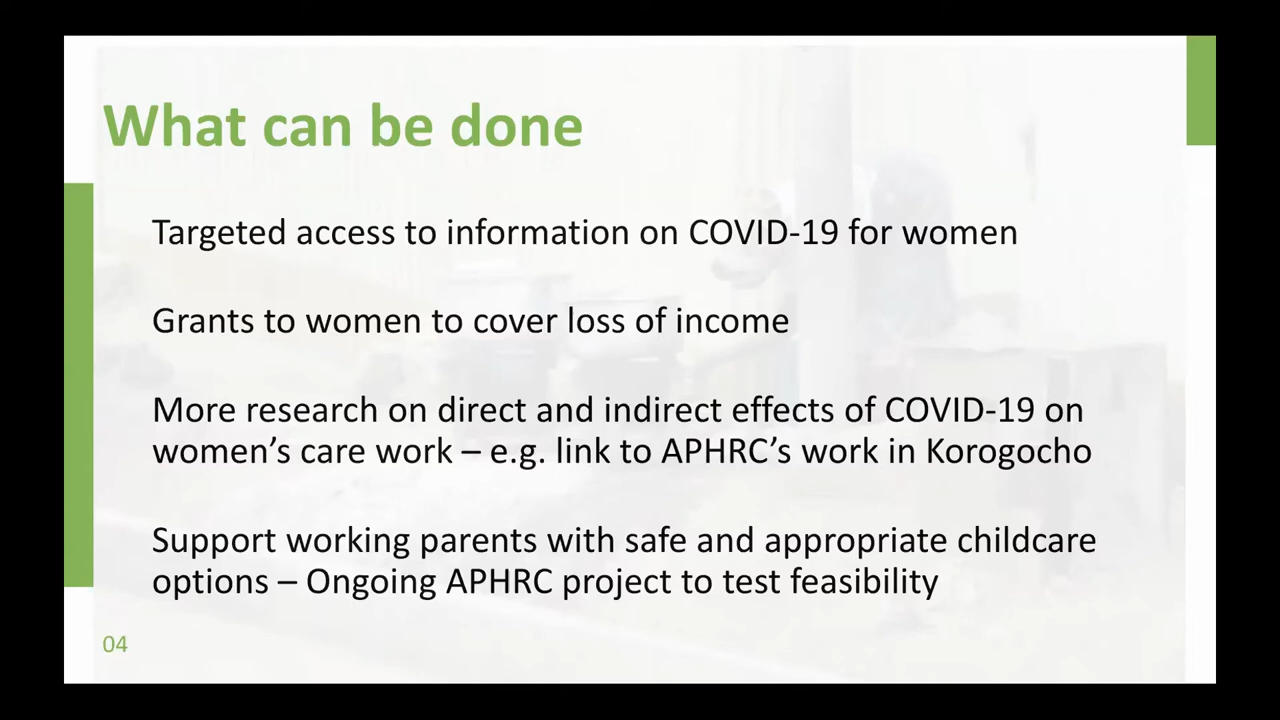 What can be done
Targeted access to information on COVID-19 for women
Grants to women to cover loss of income
More research on direct and indirect effects of COVID-19 on
women’s care work – e.g. link to APHRC’s work in Korogocho
Support working parents with safe and appropriate childcare
options – Ongoing APHRC project to test feasibility
04